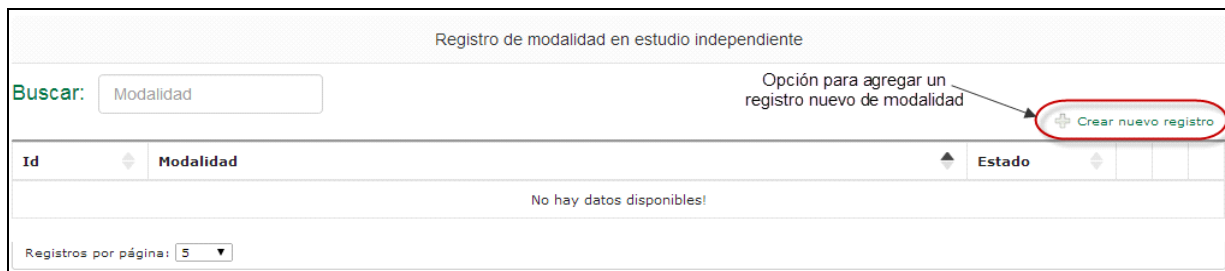 Registro de modalidad en estudio independiente
Buscar: Modalidad
Opción para agregar un
registro nuevo de modalidad
Crear nuevo registro
Id Modalidad Estado
No hay datos disponibles!
Registros por página: 5